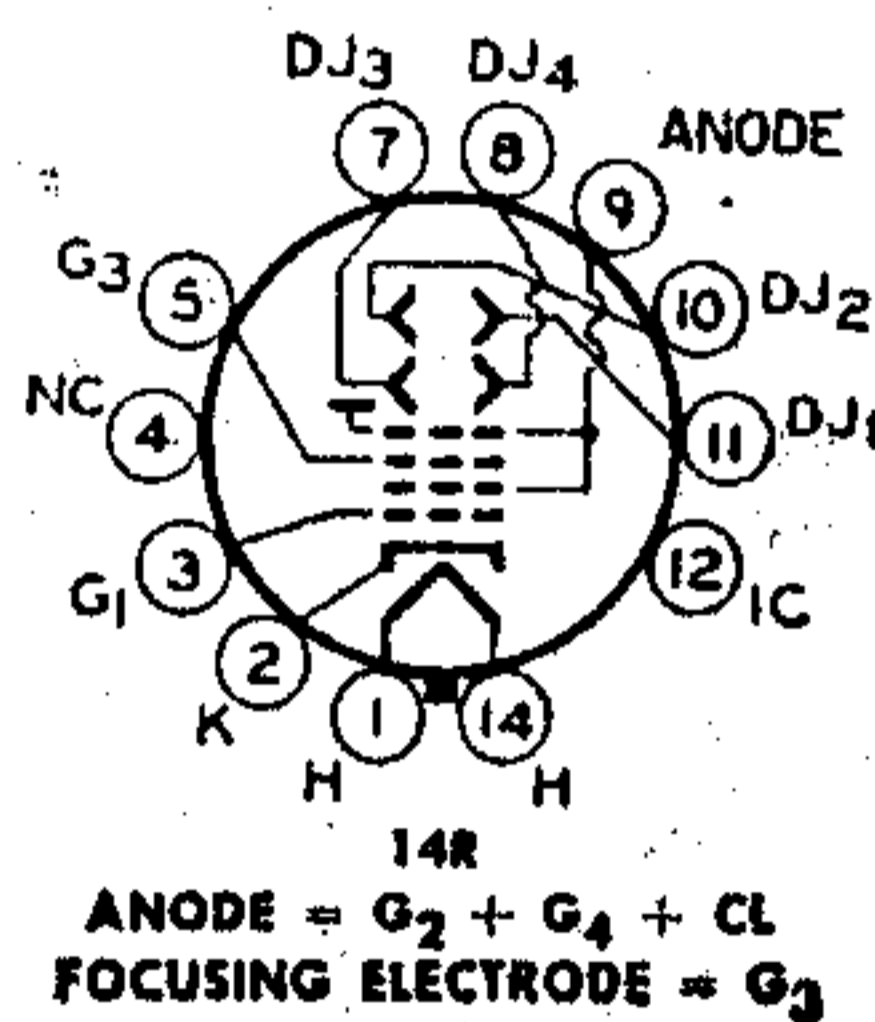 DJ3 DJ4
7 8 ANODE
9
G3 5 10 DJ2
NC 4 11 DJ1
G1 3 12 IC
2
K 1 14
H H
14R
ANODE = G2 + G4 + CL
FOCUSING ELECTRODE = G3